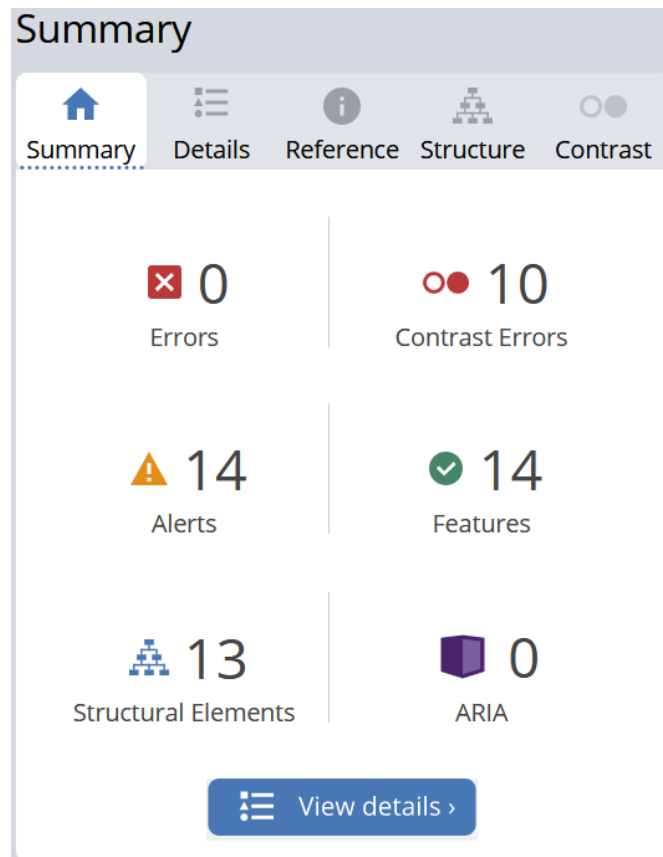 Summary
Summary Details Reference Structure Contrast
0 10
Errors Contrast Errors
14 14
Alerts Features
13 0
Structural Elements ARIA
View details ›